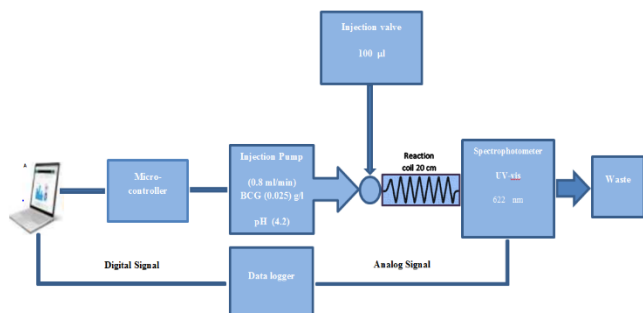 Injection valve
100 µl
A
Micro-
controller
Injection Pump
(0.8 ml/min)
BCG (0.025) g/l
pH (4.2)
Reaction
coil 20 cm
Spectrophotometer
UV-vis
622 nm
Waste
Digital Signal
Data logger
Analog Signal